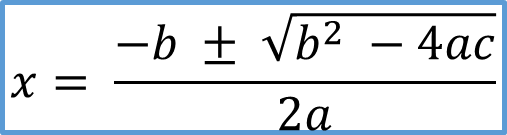 x = (−b ± √(b² − 4ac)) / 2a